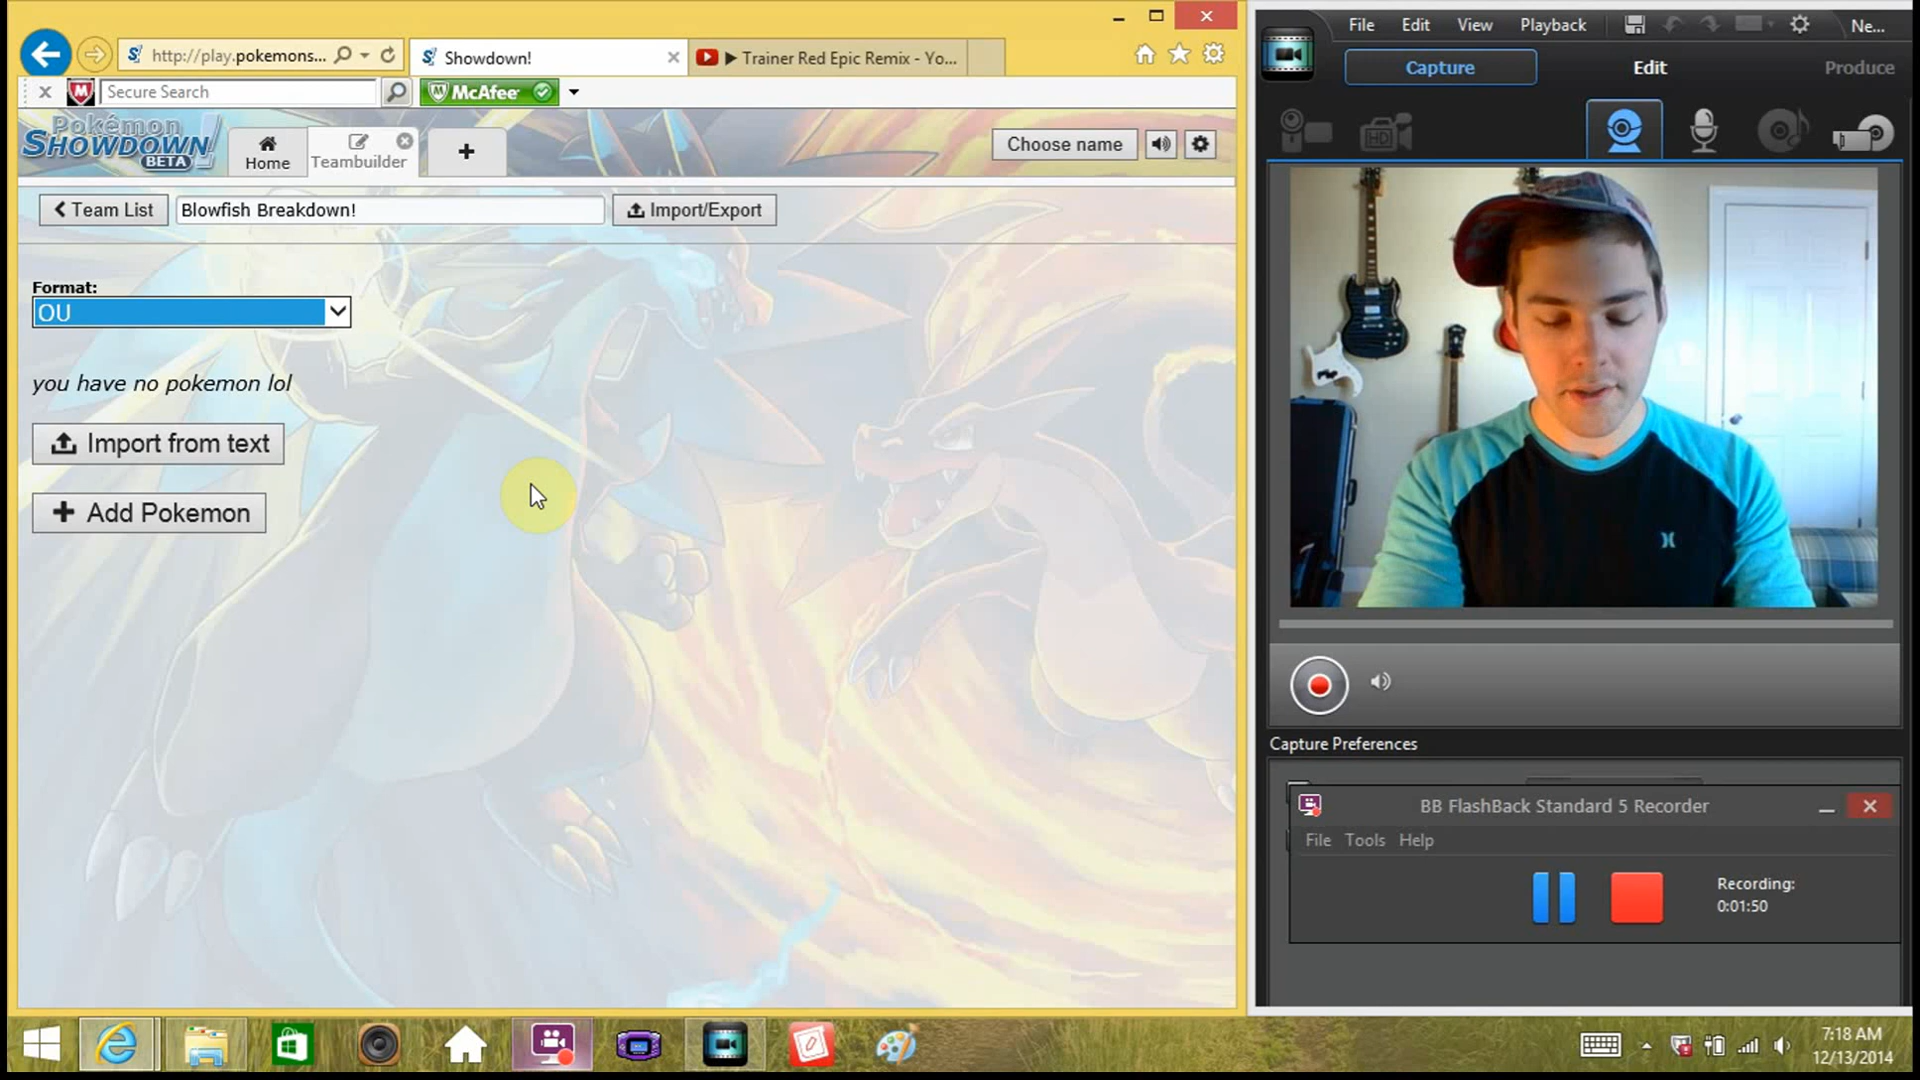 http://play.pokemons...
Showdown!
Trainer Red Epic Remix - Yo...
Secure Search
McAfee
Pokémon
SHOWDOWN!
BETA
Home
Teambuilder
Choose name
Team List
Blowfish Breakdown!
Import/Export
Format:
OU
you have no pokemon lol
Import from text
Add Pokemon
File Edit View Playback
Ne...
Capture
Edit
Produce
HD
Capture Preferences
BB FlashBack Standard 5 Recorder
File Tools Help
Recording:
0:01:50
7:18 AM
12/13/2014